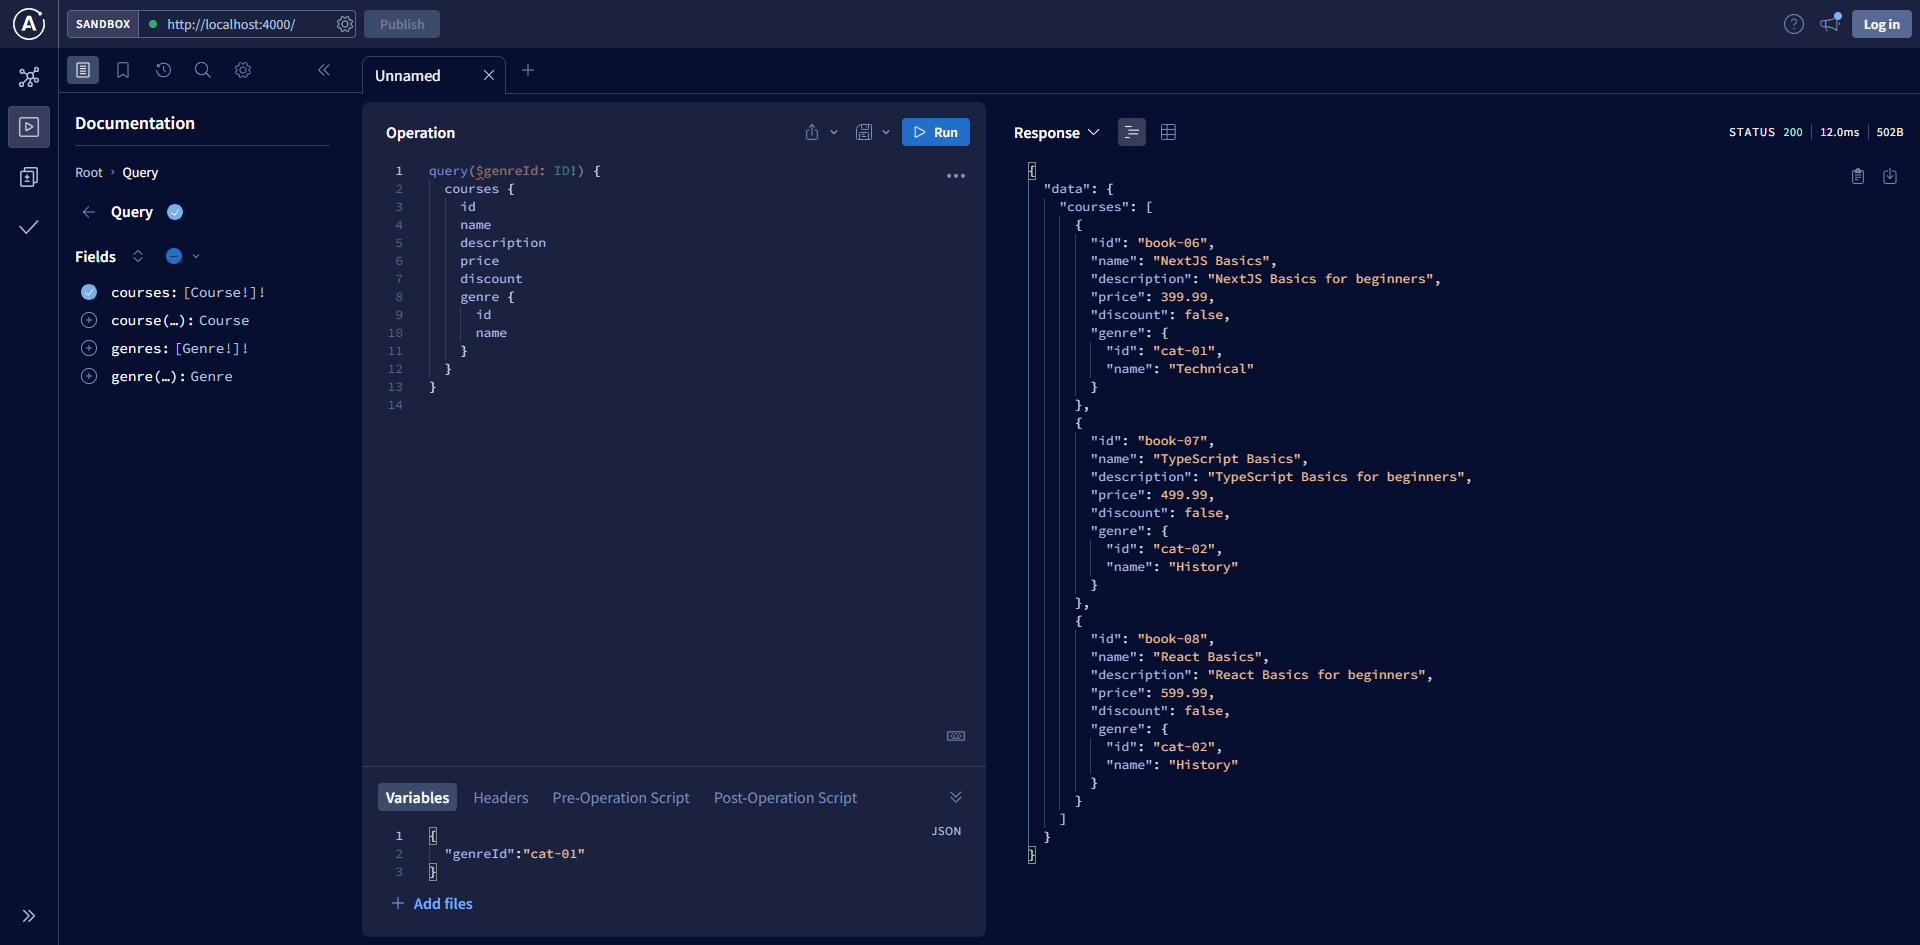 A
SANDBOX
http://localhost:4000/
Publish
?
Log in
Unnamed
Documentation
Root › Query
Query
Fields
courses: [Course!]!
course(…): Course
genres: [Genre!]!
genre(…): Genre
Operation
Run
1 query($genreId: ID!) {
2 courses {
3 id
4 name
5 description
6 price
7 discount
8 genre {
9 id
10 name
11 }
12 }
13 }
14
Variables
Headers
Pre-Operation Script
Post-Operation Script
JSON
1 {
2 "genreId":"cat-01"
3 }
+ Add files
Response
STATUS 200
12.0ms
502B
{
"data": {
"courses": [
{
"id": "book-06",
"name": "NextJS Basics",
"description": "NextJS Basics for beginners",
"price": 399.99,
"discount": false,
"genre": {
"id": "cat-01",
"name": "Technical"
}
},
{
"id": "book-07",
"name": "TypeScript Basics",
"description": "TypeScript Basics for beginners",
"price": 499.99,
"discount": false,
"genre": {
"id": "cat-02",
"name": "History"
}
},
{
"id": "book-08",
"name": "React Basics",
"description": "React Basics for beginners",
"price": 599.99,
"discount": false,
"genre": {
"id": "cat-02",
"name": "History"
}
}
]
}
}